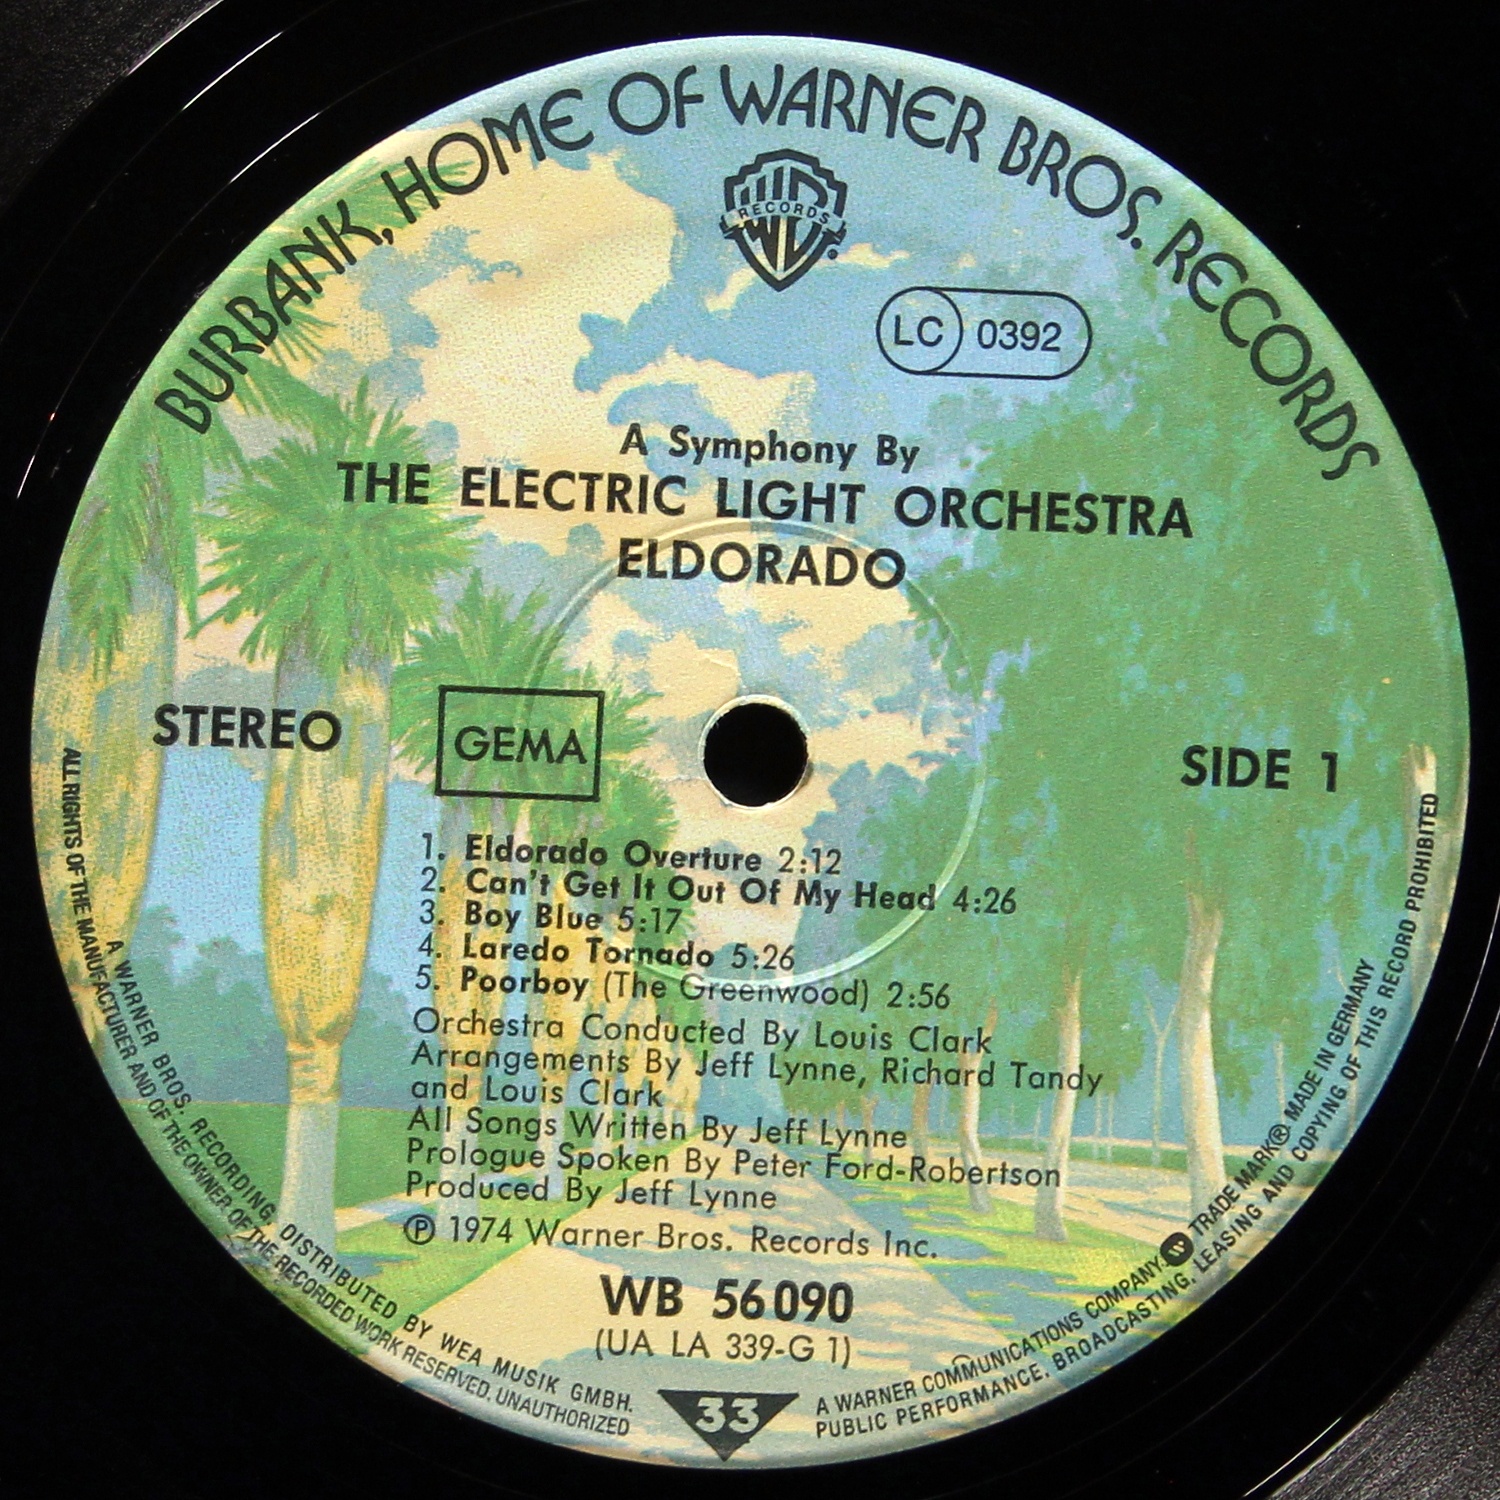 BURBANK, HOME OF WARNER BROS. RECORDS
WB
RECORDS
LC 0392
A Symphony By
THE ELECTRIC LIGHT ORCHESTRA
ELDORADO
STEREO
GEMA
SIDE 1
1. Eldorado Overture 2:12
2. Can't Get It Out Of My Head 4:26
3. Boy Blue 5:17
4. Laredo Tornado 5:26
5. Poorboy (The Greenwood) 2:56
Orchestra Conducted By Louis Clark
Arrangements By Jeff Lynne, Richard Tandy
and Louis Clark
All Songs Written By Jeff Lynne
Prologue Spoken By Peter Ford-Robertson
Produced By Jeff Lynne
℗ 1974 Warner Bros. Records Inc.
WB 56 090
(UA LA 339-G 1)
33
A WARNER BROS. RECORDING, DISTRIBUTED BY WEA MUSIK GMBH.
A WARNER COMMUNICATIONS COMPANY. W TRADE MARK® MADE IN GERMANY
ALL RIGHTS OF THE MANUFACTURER AND OF THE OWNER OF THE RECORDED WORK RESERVED. UNAUTHORIZED
PUBLIC PERFORMANCE, BROADCASTING, LEASING AND COPYING OF THIS RECORD PROHIBITED